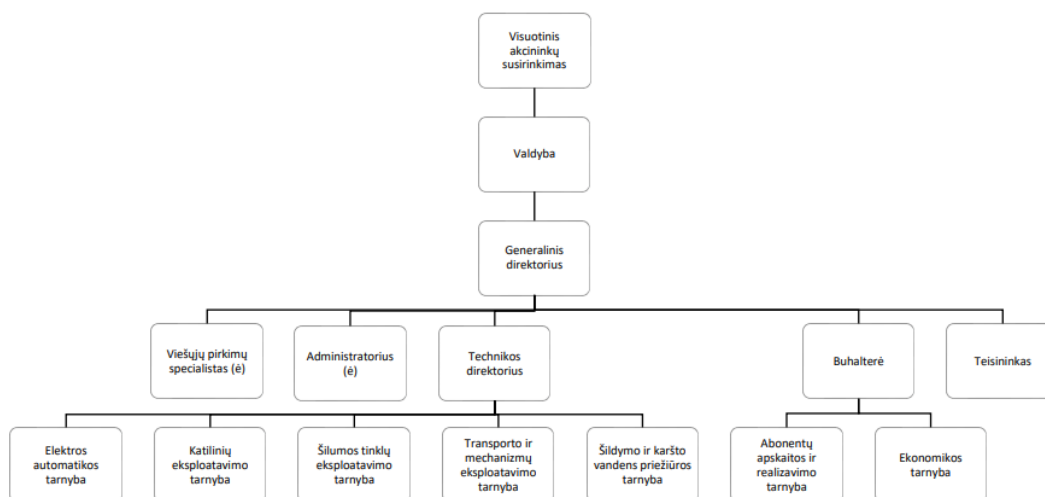 Visuotinis
akcininkų
susirinkimas
Valdyba
Generalinis
direktorius
Viešųjų pirkimų
specialistas (ė)
Administratorius
(ė)
Technikos
direktorius
Buhalterė
Teisininkas
Elektros
automatikos
tarnyba
Katilinių
eksploatavimo
tarnyba
Šilumos tinklų
eksploatavimo
tarnyba
Transporto ir
mechanizmų
eksploatavimo
tarnyba
Šildymo ir karšto
vandens priežiūros
tarnyba
Abonentų
apskaitos ir
realizavimo
tarnyba
Ekonomikos
tarnyba